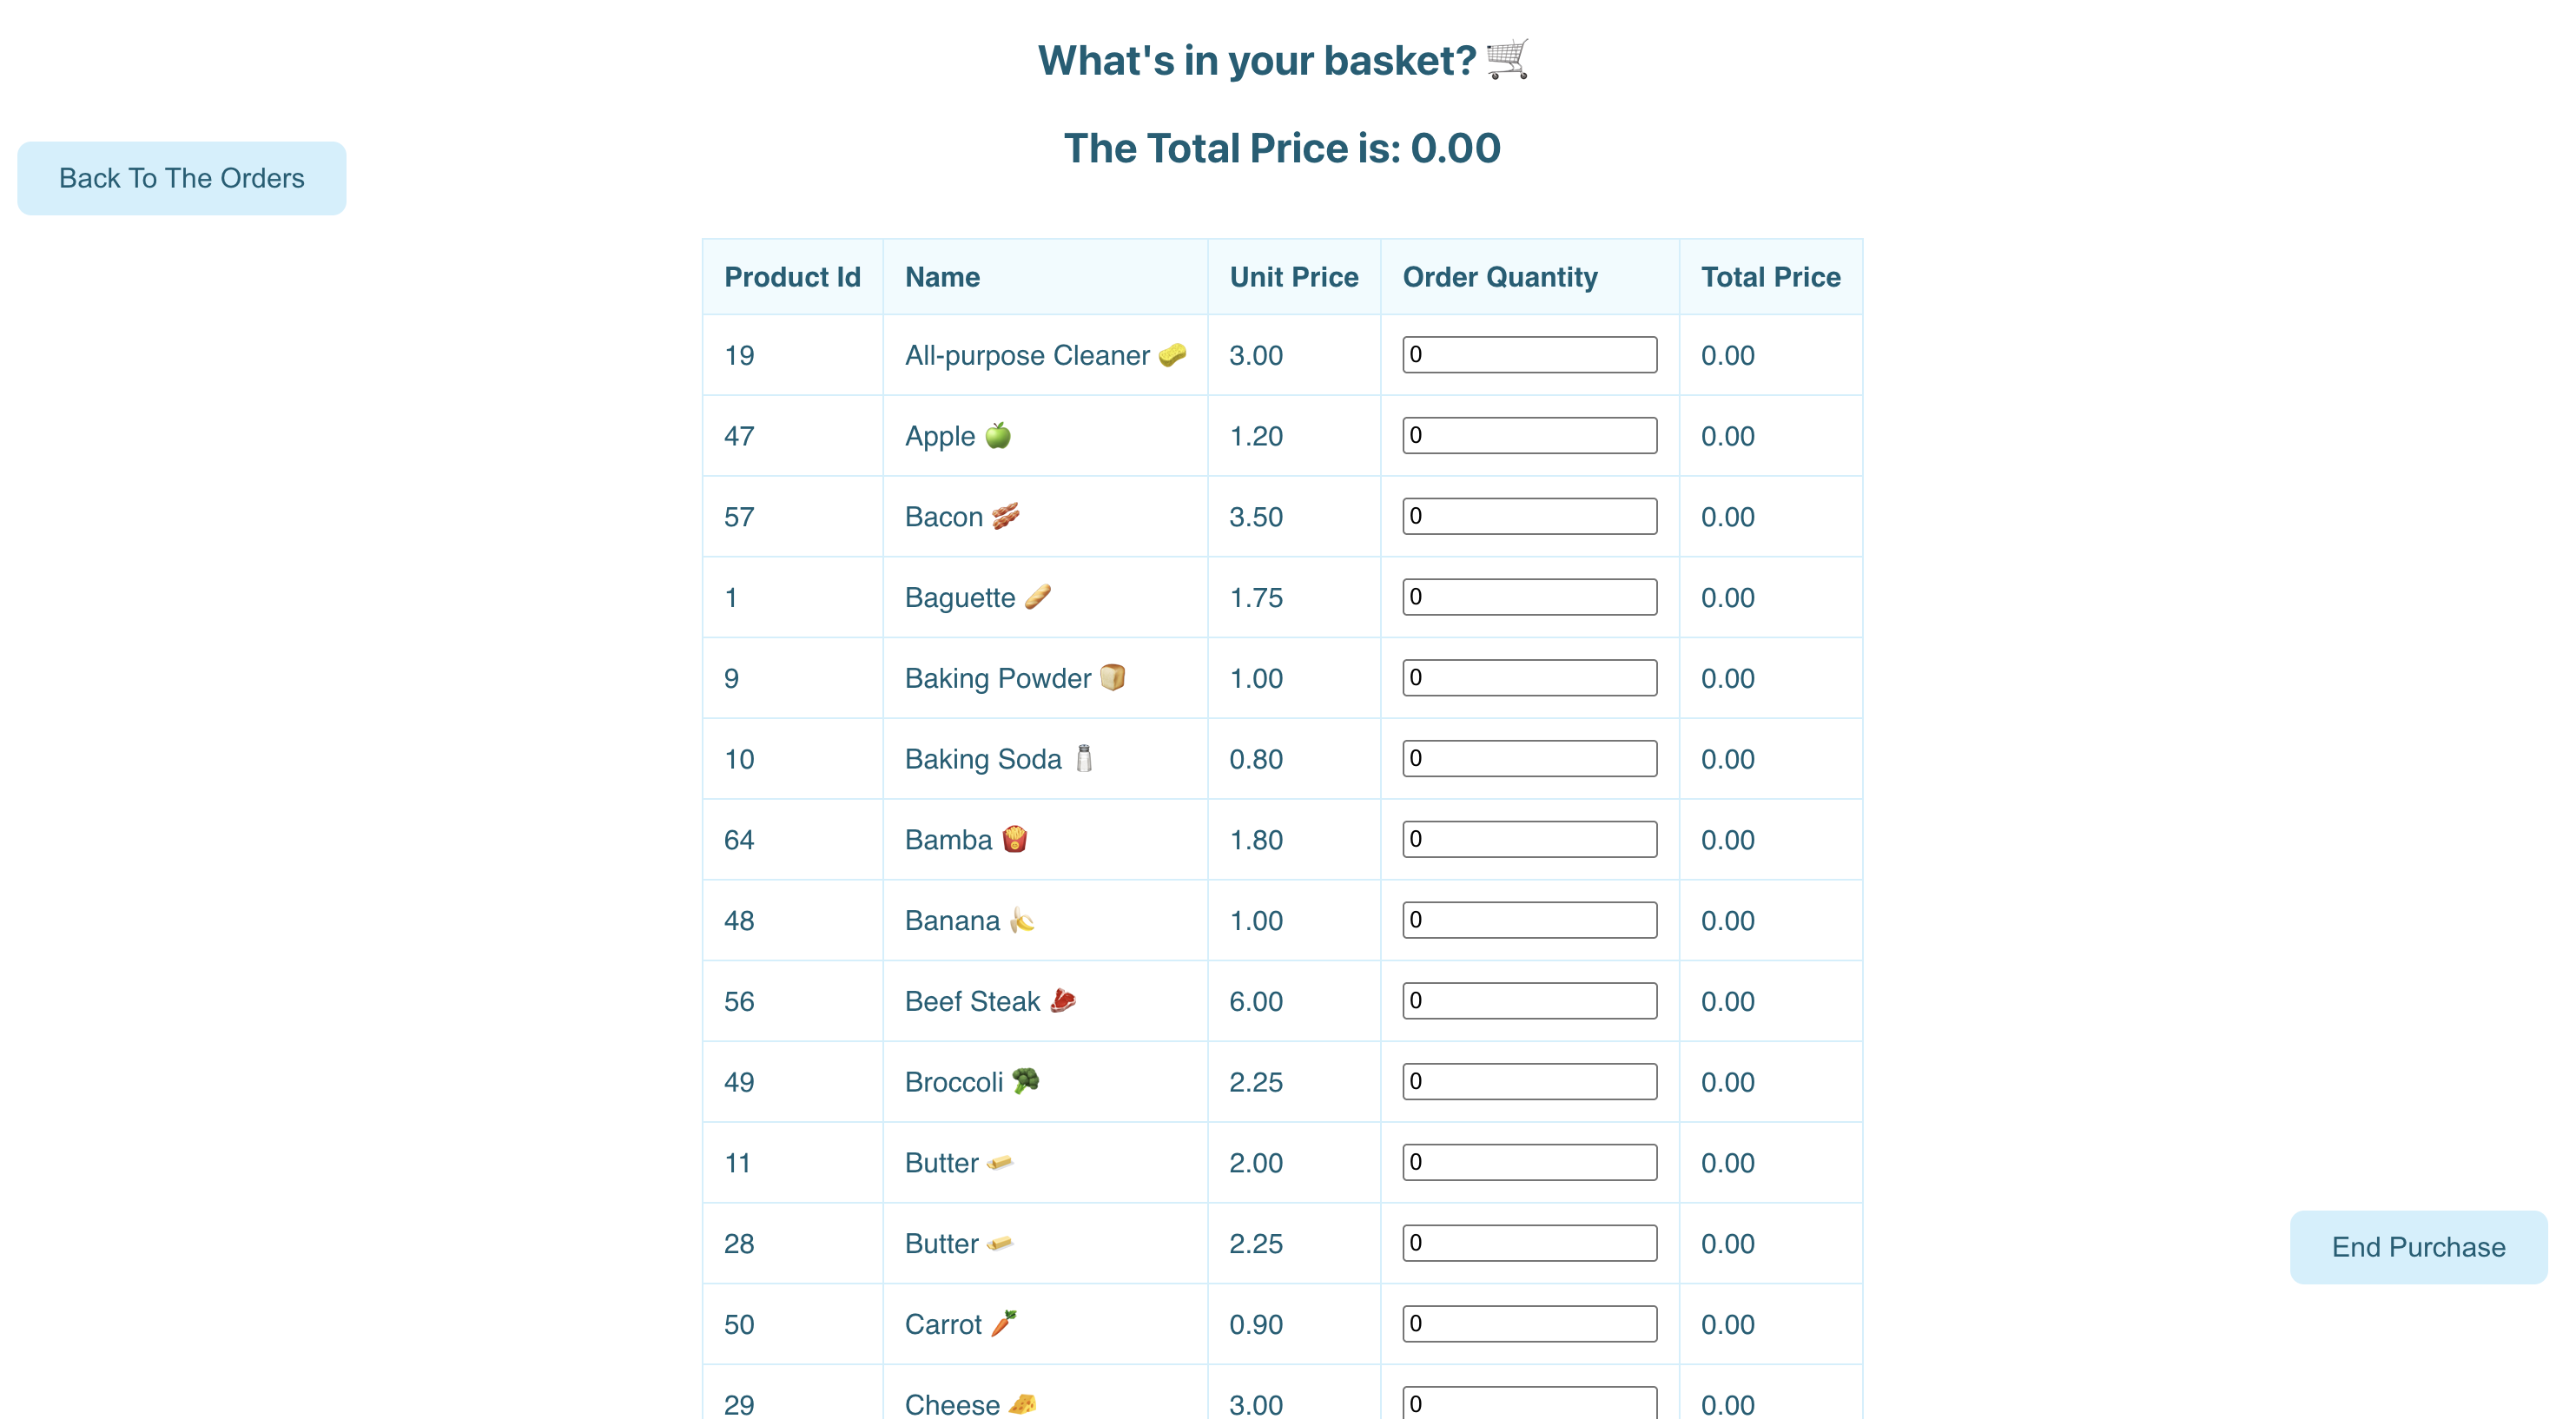 What's in your basket? 🛒
The Total Price is: 0.00
Back To The Orders
Product Id Name Unit Price Order Quantity Total Price
19 All-purpose Cleaner 🧽 3.00 0 0.00
47 Apple 🍏 1.20 0 0.00
57 Bacon 🥓 3.50 0 0.00
1 Baguette 🥖 1.75 0 0.00
9 Baking Powder 🍞 1.00 0 0.00
10 Baking Soda 🧂 0.80 0 0.00
64 Bamba 🍟 1.80 0 0.00
48 Banana 🍌 1.00 0 0.00
56 Beef Steak 🥩 6.00 0 0.00
49 Broccoli 🥦 2.25 0 0.00
11 Butter 🧈 2.00 0 0.00
28 Butter 🧈 2.25 0 0.00
End Purchase
50 Carrot 🥕 0.90 0 0.00
29 Cheese 🧀 3.00 0 0.00